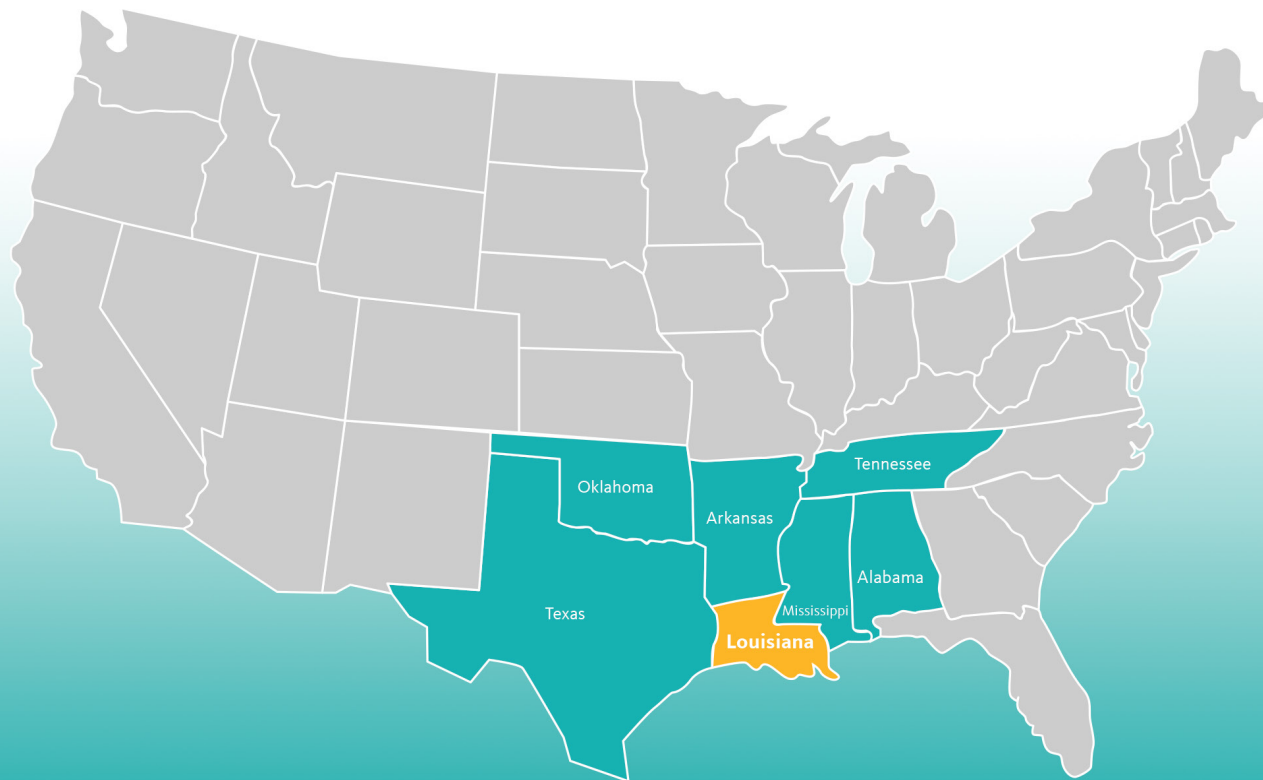 Tennessee
Oklahoma
Arkansas
Alabama
Texas
Mississippi
Louisiana